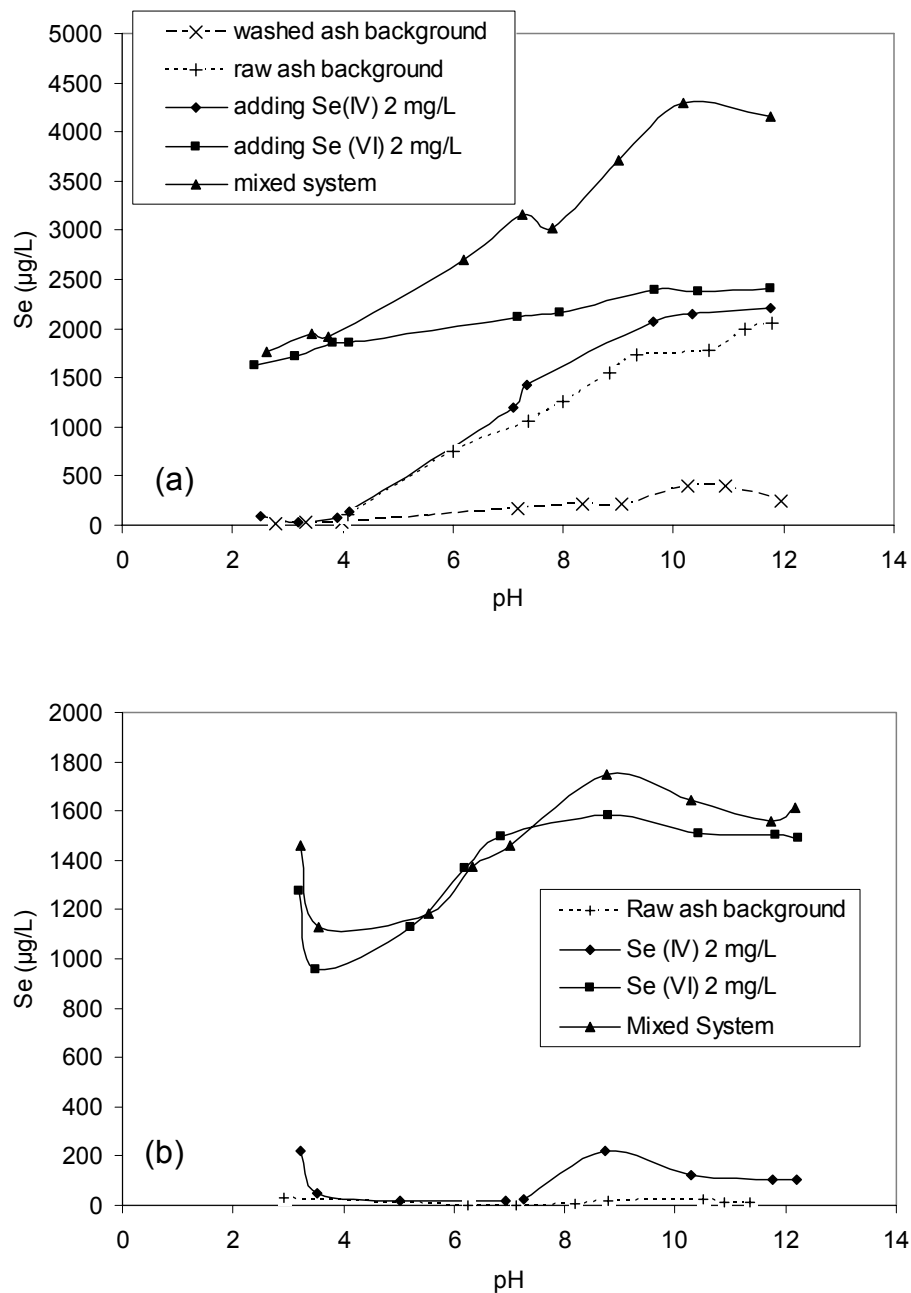 washed ash background
raw ash background
adding Se(IV) 2 mg/L
adding Se (VI) 2 mg/L
mixed system
5000
4500
4000
3500
3000
2500
2000
1500
1000
500
0
Se (µg/L)
(a)
0 2 4 6 8 10 12 14
pH
2000
1800
1600
1400
1200
1000
800
600
400
200
0
Se (µg/L)
Raw ash background
Se (IV) 2 mg/L
Se (VI) 2 mg/L
Mixed System
(b)
0 2 4 6 8 10 12 14
pH